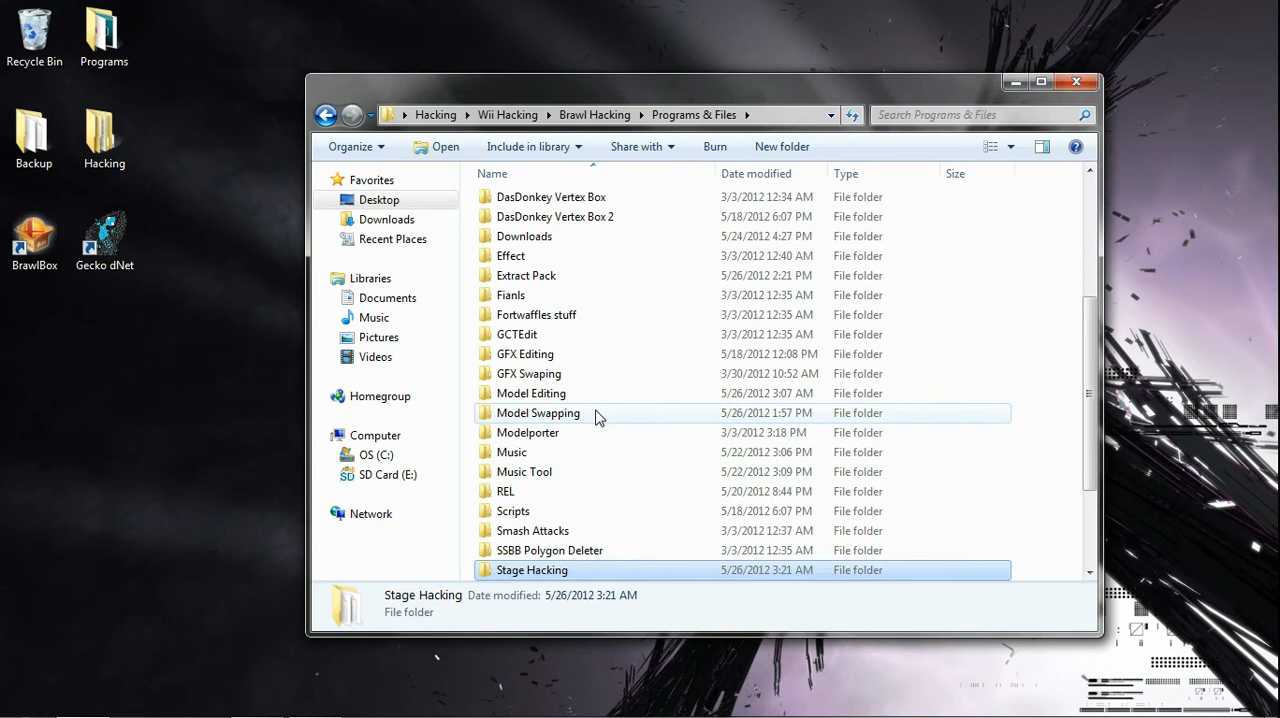 Recycle Bin
Programs
Backup
Hacking
BrawlBox
Gecko dNet
Hacking Wii Hacking Brawl Hacking Programs & Files
Search Programs & Files
Organize Open Include in library Share with Burn New folder
Favorites
Desktop
Downloads
Recent Places
Libraries
Documents
Music
Pictures
Videos
Homegroup
Computer
OS (C:)
SD Card (E:)
Network
Name Date modified Type Size
DasDonkey Vertex Box 3/3/2012 12:34 AM File folder
DasDonkey Vertex Box 2 5/18/2012 6:07 PM File folder
Downloads 5/24/2012 4:27 PM File folder
Effect 3/3/2012 12:40 AM File folder
Extract Pack 5/26/2012 2:21 PM File folder
Fianls 3/3/2012 12:35 AM File folder
Fortwaffles stuff 3/3/2012 12:35 AM File folder
GCTEdit 3/3/2012 12:35 AM File folder
GFX Editing 5/18/2012 12:08 PM File folder
GFX Swaping 3/30/2012 10:52 AM File folder
Model Editing 5/26/2012 3:07 AM File folder
Model Swapping 5/26/2012 1:57 PM File folder
Modelporter 3/3/2012 3:18 PM File folder
Music 5/22/2012 3:06 PM File folder
Music Tool 5/22/2012 3:09 PM File folder
REL 5/20/2012 8:44 PM File folder
Scripts 5/18/2012 6:07 PM File folder
Smash Attacks 3/3/2012 12:37 AM File folder
SSBB Polygon Deleter 3/3/2012 12:35 AM File folder
Stage Hacking 5/26/2012 3:21 AM File folder
Stage Hacking Date modified: 5/26/2012 3:21 AM
File folder